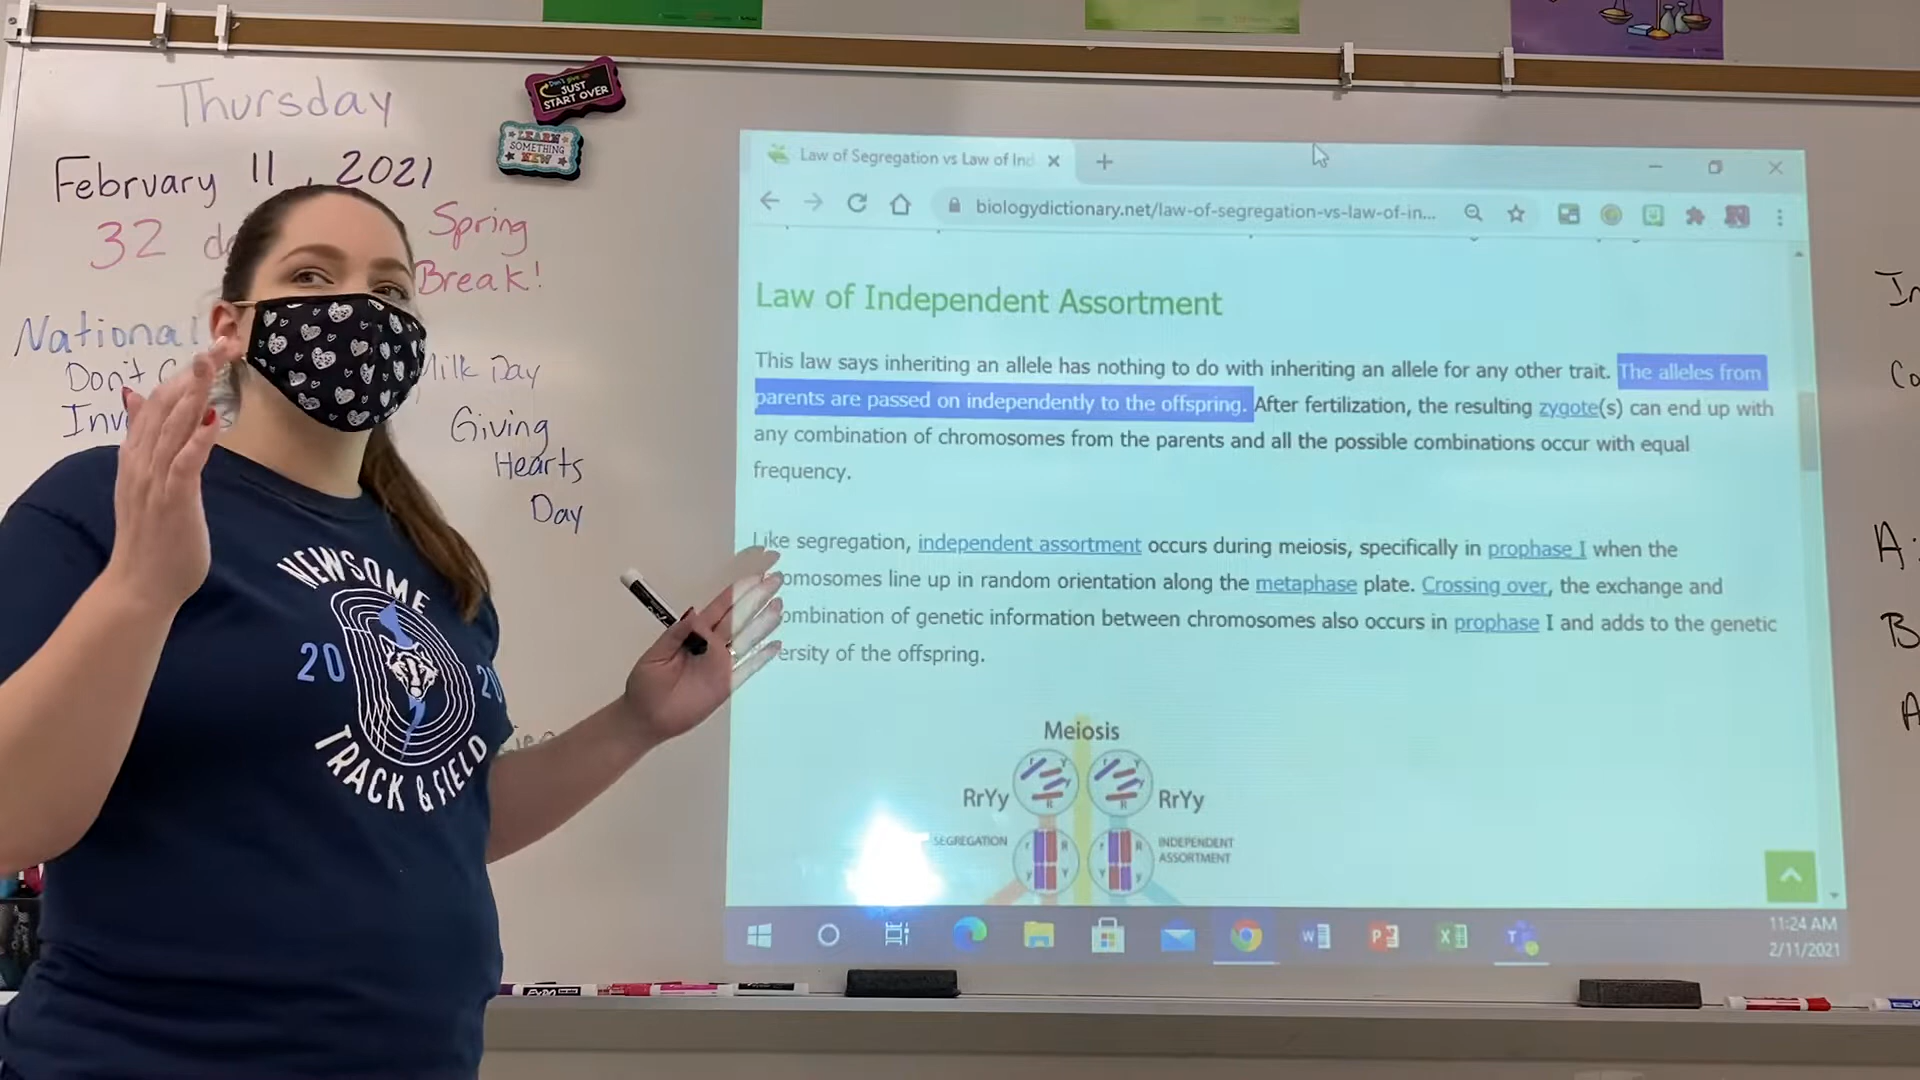 Thursday
February 11, 2021
32
Spring
Break!
National
Don't
Milk Day
Giving
Hearts
Day
Don't give up
JUST
START OVER
LEARN
SOMETHING
NEW
NEWSOME
20 20
TRACK & FIELD
EXPO
Law of Segregation vs Law of Ind
biologydictionary.net/law-of-segregation-vs-law-of-in...
Law of Independent Assortment
This law says inheriting an allele has nothing to do with inheriting an allele for any other trait. The alleles from
parents are passed on independently to the offspring. After fertilization, the resulting zygote(s) can end up with
any combination of chromosomes from the parents and all the possible combinations occur with equal
frequency.
Like segregation, independent assortment occurs during meiosis, specifically in prophase I when the
omosomes line up in random orientation along the metaphase plate. Crossing over, the exchange and
ombination of genetic information between chromosomes also occurs in prophase I and adds to the genetic
ersity of the offspring.
Meiosis
RrYy RrYy
SEGREGATION INDEPENDENT
ASSORTMENT
11:24 AM
2/11/2021
In
Co
A:
B
A